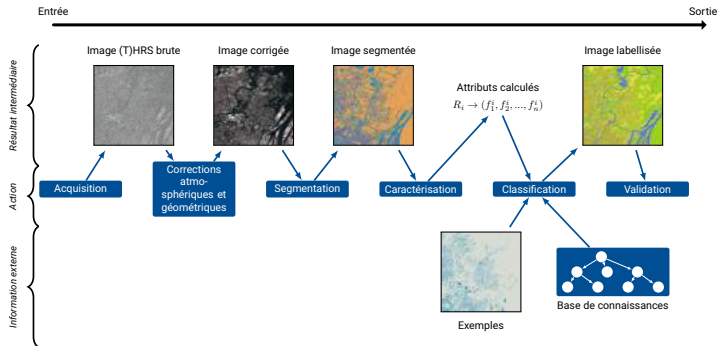 Entrée
Sortie
Résultat intermédiaire
Image (T)HRS brute
Image corrigée
Image segmentée
Attributs calculés
R_i → (f_1^i, f_2^i, ..., f_n^i)
Image labellisée
Action
Acquisition
Corrections
atmo-
sphériques et
géométriques
Segmentation
Caractérisation
Classification
Validation
Information externe
Exemples
Base de connaissances